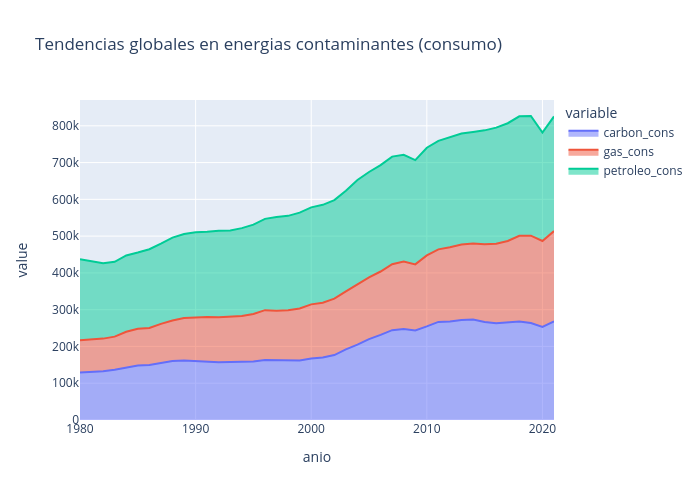 Tendencias globales en energias contaminantes (consumo)
variable
carbon_cons
gas_cons
petroleo_cons
value
800k
700k
600k
500k
400k
300k
200k
100k
0
1980
1990
2000
2010
2020
anio